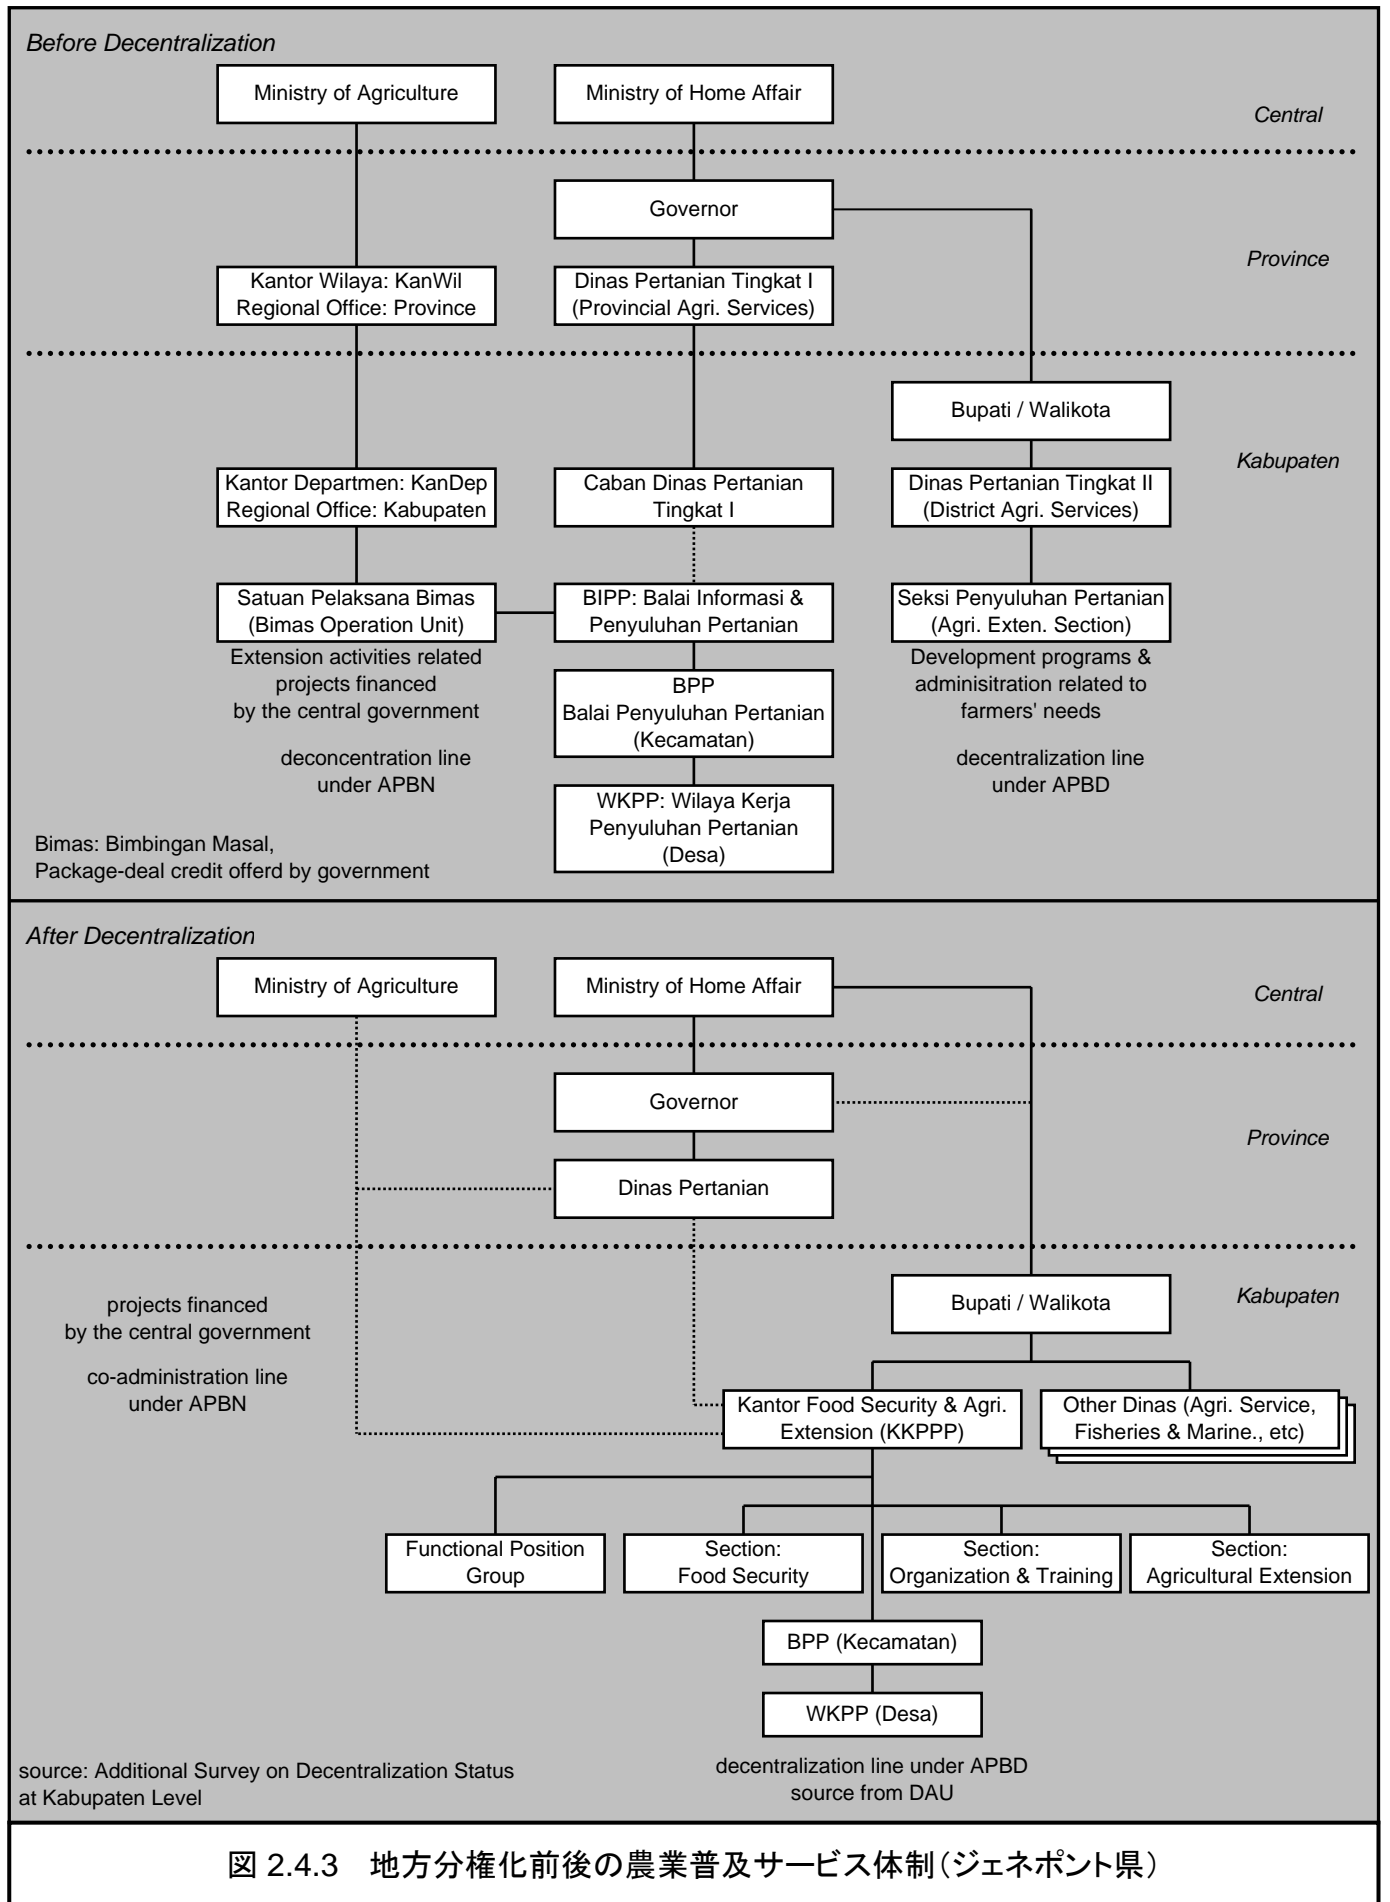 Before Decentralization
Ministry of Agriculture
Ministry of Home Affair
Central
Governor
Province
Kantor Wilaya: KanWil
Regional Office: Province
Dinas Pertanian Tingkat I
(Provincial Agri. Services)
Bupati / Walikota
Kabupaten
Kantor Departmen: KanDep
Regional Office: Kabupaten
Caban Dinas Pertanian
Tingkat I
Dinas Pertanian Tingkat II
(District Agri. Services)
Satuan Pelaksana Bimas
(Bimas Operation Unit)
BIPP: Balai Informasi &
Penyuluhan Pertanian
Seksi Penyuluhan Pertanian
(Agri. Exten. Section)
Extension activities related
projects financed
by the central government
BPP
Balai Penyuluhan Pertanian
(Kecamatan)
Development programs &
adminisitration related to
farmers' needs
deconcentration line
under APBN
decentralization line
under APBD
WKPP: Wilaya Kerja
Penyuluhan Pertanian
(Desa)
Bimas: Bimbingan Masal,
Package-deal credit offerd by government
After Decentralization
Ministry of Agriculture
Ministry of Home Affair
Central
Governor
Province
Dinas Pertanian
Bupati / Walikota
Kabupaten
projects financed
by the central government
co-administration line
under APBN
Kantor Food Security & Agri.
Extension (KKPPP)
Other Dinas (Agri. Service,
Fisheries & Marine., etc)
Functional Position
Group
Section:
Food Security
Section:
Organization & Training
Section:
Agricultural Extension
BPP (Kecamatan)
WKPP (Desa)
decentralization line under APBD
source from DAU
source: Additional Survey on Decentralization Status
at Kabupaten Level
図 2.4.3　地方分権化前後の農業普及サービス体制（ジェネポント県）